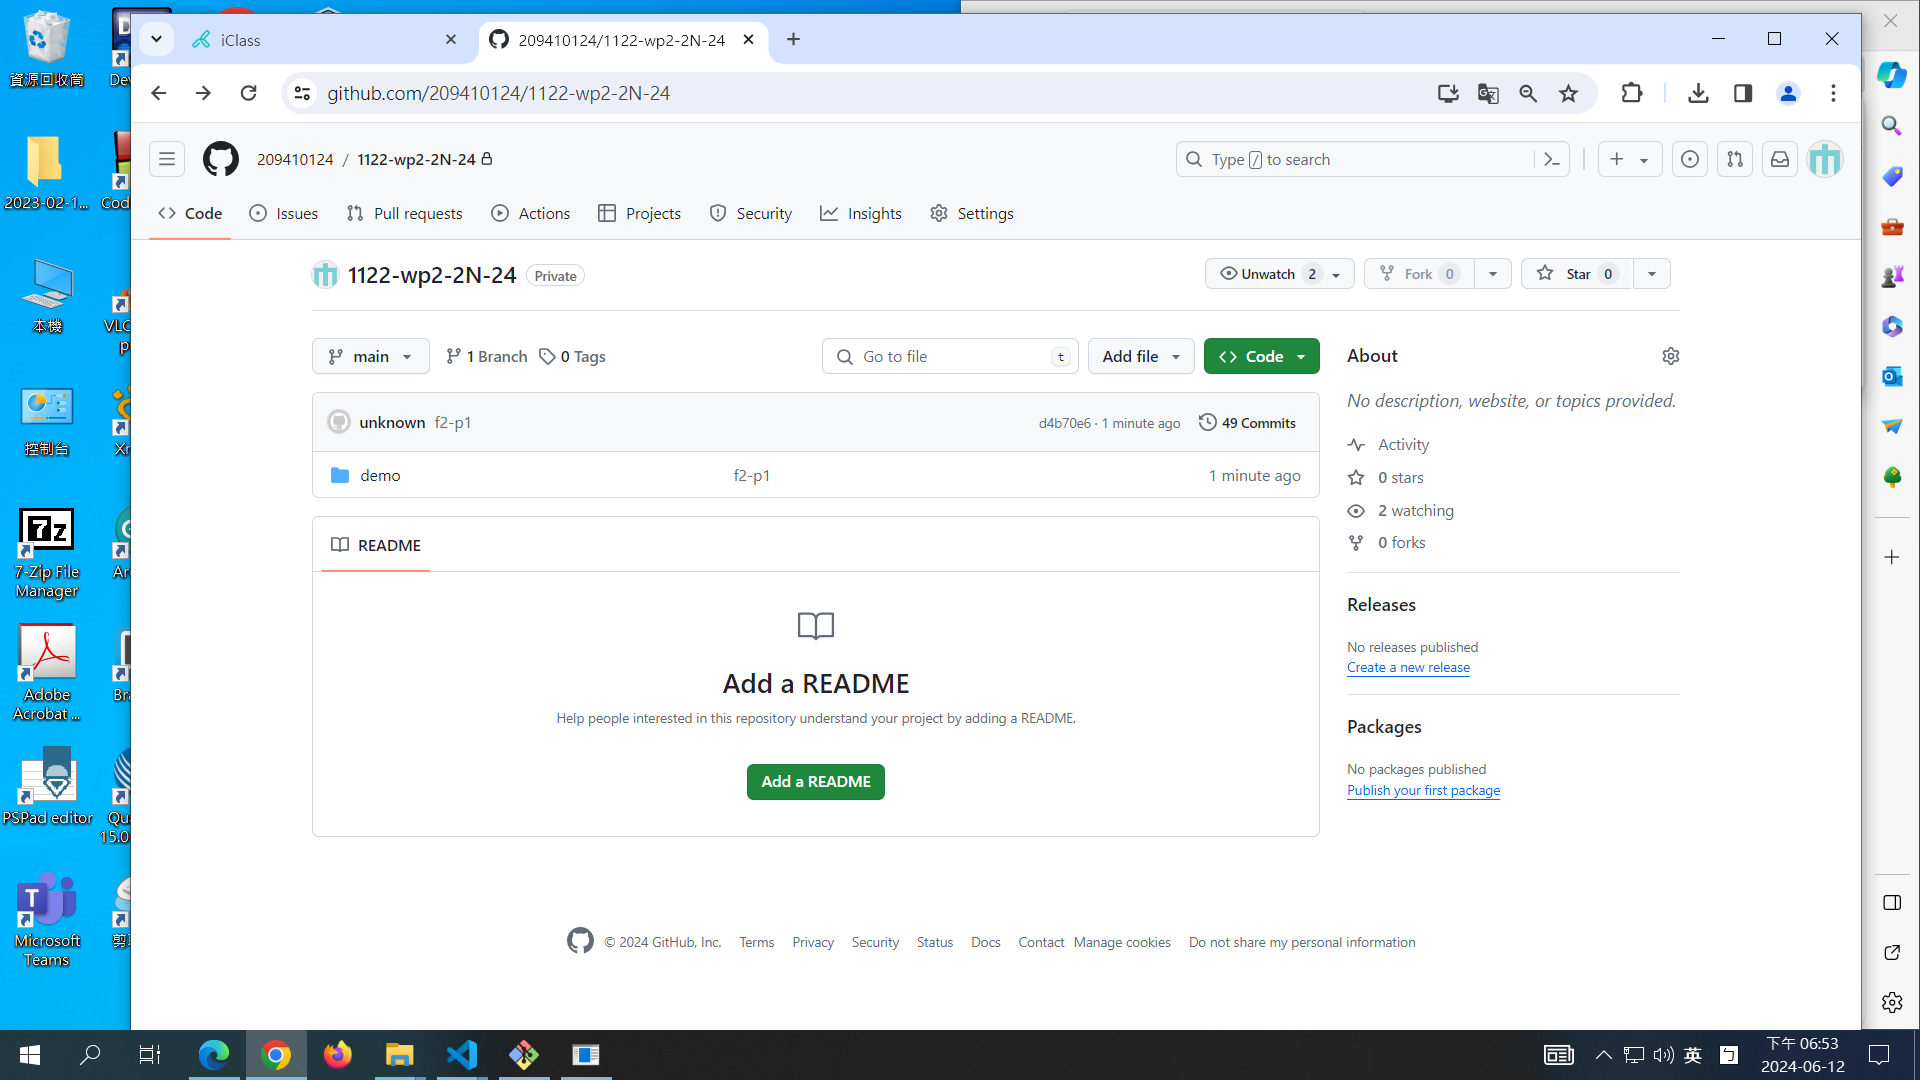 iClass
209410124/1122-wp2-2N-24
github.com/209410124/1122-wp2-2N-24
209410124 / 1122-wp2-2N-24
Type / to search
Code
Issues
Pull requests
Actions
Projects
Security
Insights
Settings
1122-wp2-2N-24 Private
Unwatch 2
Fork 0
Star 0
main
1 Branch
0 Tags
Go to file t
Add file
Code
unknown f2-p1
d4b70e6 · 1 minute ago
49 Commits
demo
f2-p1
1 minute ago
README
Add a README
Help people interested in this repository understand your project by adding a README.
Add a README
About
No description, website, or topics provided.
Activity
0 stars
2 watching
0 forks
Releases
No releases published
Create a new release
Packages
No packages published
Publish your first package
© 2024 GitHub, Inc.
Terms
Privacy
Security
Status
Docs
Contact
Manage cookies
Do not share my personal information
資源回收筒
2023-02-1...
本機
控制台
7z
7-Zip File
Manager
Adobe
Acrobat ...
PSPad editor
15.0
T
Microsoft
Teams
英
下午 06:53
2024-06-12